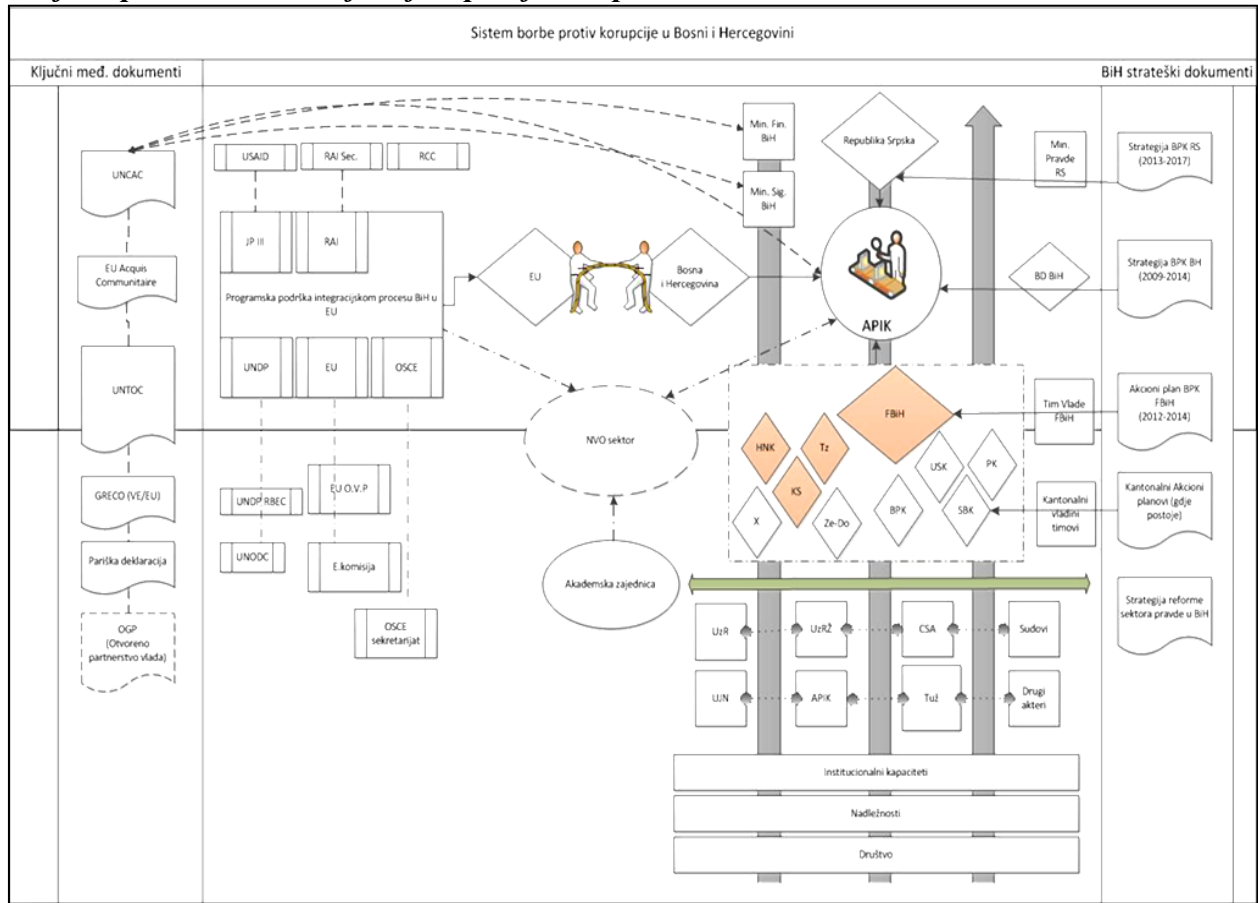 Sistem borbe protiv korupcije u Bosni i Hercegovini
Ključni međ. dokumenti
BiH strateški dokumenti
UNCAC
EU Acquis
Communitaire
UNTOC
GRECO (VE/EU)
Pariška deklaracija
OGP
(Otvoreno
partnerstvo vlada)
USAID
RAI Sec.
RCC
JP III
RAI
Programska podrška integracijskom procesu BiH u
EU
UNDP
EU
OSCE
UNDP RBEC
EU O.V.P
UNODC
E.komisija
OSCE
sekretarijat
EU
Bosna
i Hercegovina
NVO sektor
Akademska zajednica
Min. Fin.
BiH
Min. Sig.
BiH
Republika Srpska
APIK
Min.
Pravde
RS
BD BiH
FBiH
HNK
Tz
KS
X
Ze-Do
BPK
USK
PK
SBK
Tim Vlade
FBiH
Kantonalni
vladini
timovi
UzR
UzRŽ
CSA
Sudovi
UJN
APIK
Tuž
Drugi
akteri
Institucionalni kapaciteti
Nadležnosti
Društvo
Strategija BPK RS
(2013-2017)
Strategija BPK BH
(2009-2014)
Akcioni plan BPK
FBiH
(2012-2014)
Kantonalni Akcioni
planovi (gdje
postoje)
Strategija reforme
sektora pravde u BiH